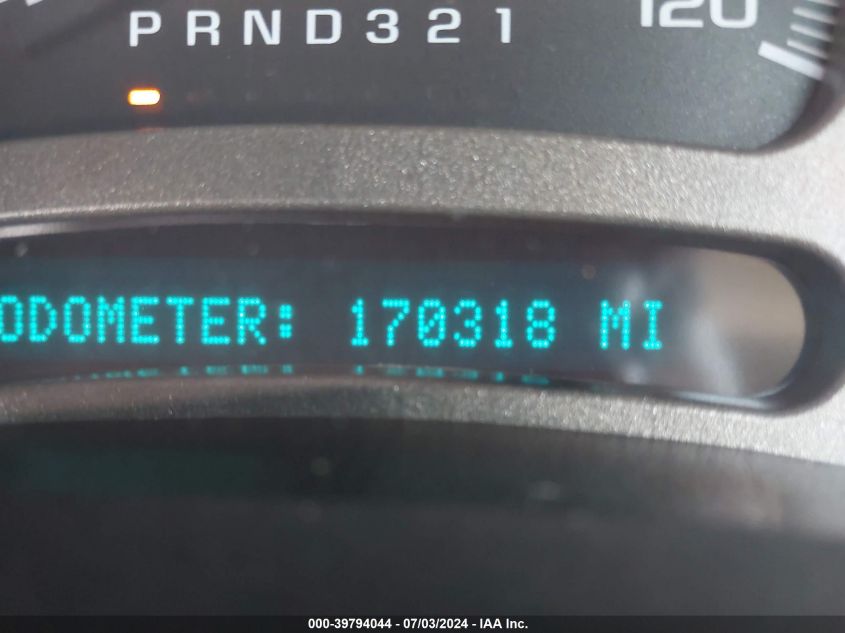 P R N D 3 2 1
120
ODOMETER: 170318 MI
000-39794044 - 07/03/2024 - IAA Inc.